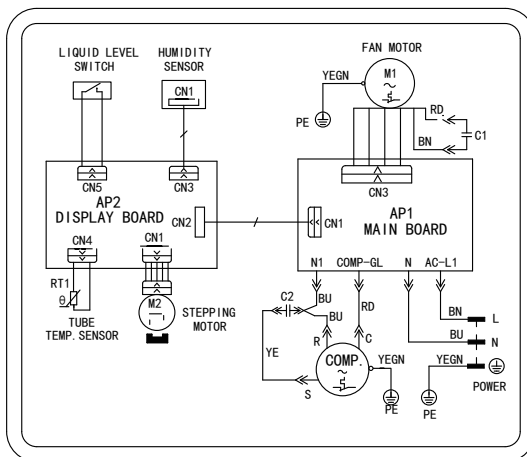 LIQUID LEVEL
SWITCH
HUMIDITY
SENSOR
FAN MOTOR
CN1
YEGN
M1
RD
C1
PE
BN
CN5
CN3
CN3
AP2
DISPLAY BOARD
CN2
CN1
AP1
MAIN BOARD
CN4
CN1
N1
COMP-GL
N
AC-L1
RT1
θ
M2
C2
BU
RD
BN
L
TUBE
TEMP. SENSOR
STEPPING
MOTOR
BU
BU
N
YE
R
C
COMP.
YEGN
YEGN
POWER
S
PE
PE